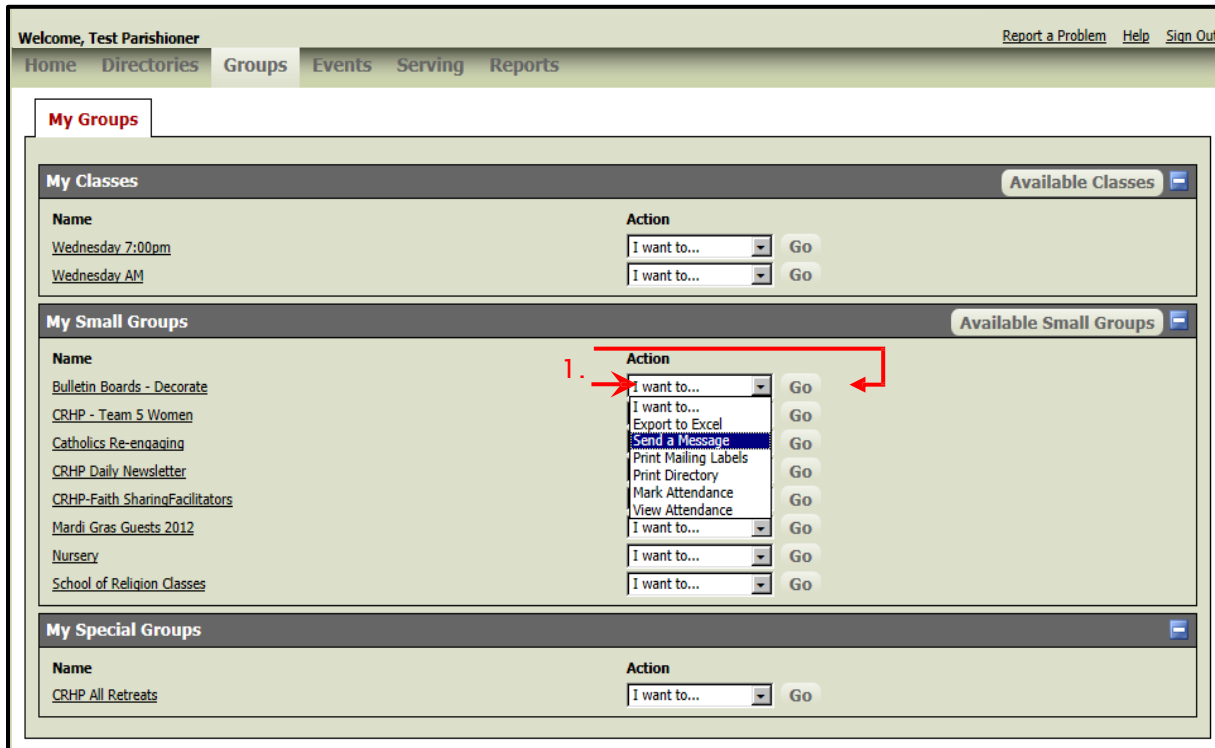 Welcome, Test Parishioner Report a Problem Help Sign Out
Home Directories Groups Events Serving Reports
My Groups
My Classes Available Classes
Name Action
Wednesday 7:00pm I want to... Go
Wednesday AM I want to... Go
My Small Groups Available Small Groups
Name Action
1.
Bulletin Boards - Decorate I want to... Go
I want to...
CRHP - Team 5 Women Go
Export to Excel
Catholics Re-engaging Send a Message Go
Print Mailing Labels
CRHP Daily Newsletter Go
Print Directory
CRHP-Faith SharingFacilitators Mark Attendance Go
View Attendance
Mardi Gras Guests 2012 I want to... Go
Nursery I want to... Go
School of Religion Classes I want to... Go
My Special Groups
Name Action
CRHP All Retreats I want to... Go